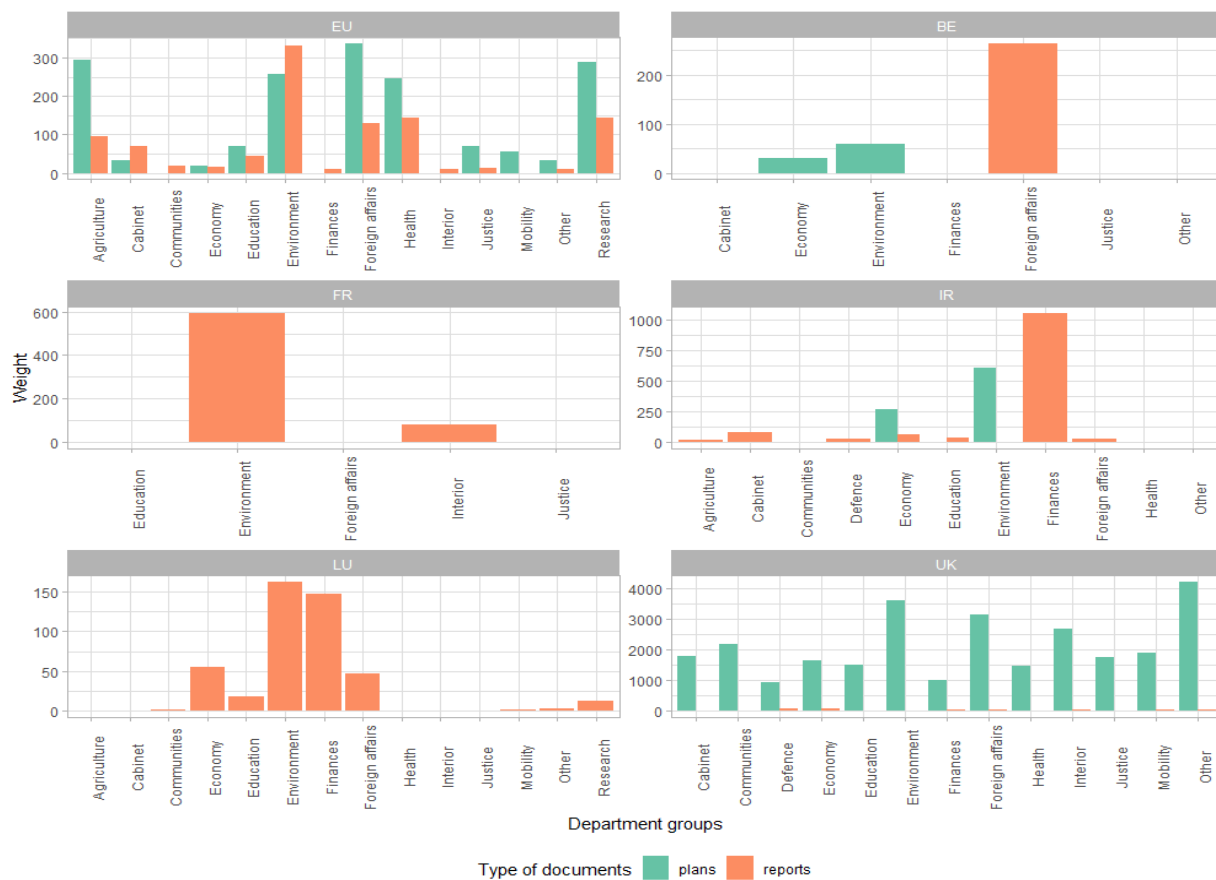 EU
BE
300
200
100
0
200
100
0
Agriculture
Cabinet
Communities
Economy
Education
Environment
Finances
Foreign affairs
Health
Interior
Justice
Mobility
Other
Research
Cabinet
Economy
Environment
Finances
Foreign affairs
Justice
Other
FR
IR
Weight
600
400
200
0
1000
750
500
250
0
Education
Environment
Foreign affairs
Interior
Justice
Agriculture
Cabinet
Communities
Defence
Economy
Education
Environment
Finances
Foreign affairs
Health
Other
LU
UK
150
100
50
0
4000
3000
2000
1000
0
Agriculture
Cabinet
Communities
Economy
Education
Environment
Finances
Foreign affairs
Health
Interior
Justice
Mobility
Other
Research
Cabinet
Communities
Defence
Economy
Education
Environment
Finances
Foreign affairs
Health
Interior
Justice
Mobility
Other
Department groups
Type of documents plans reports